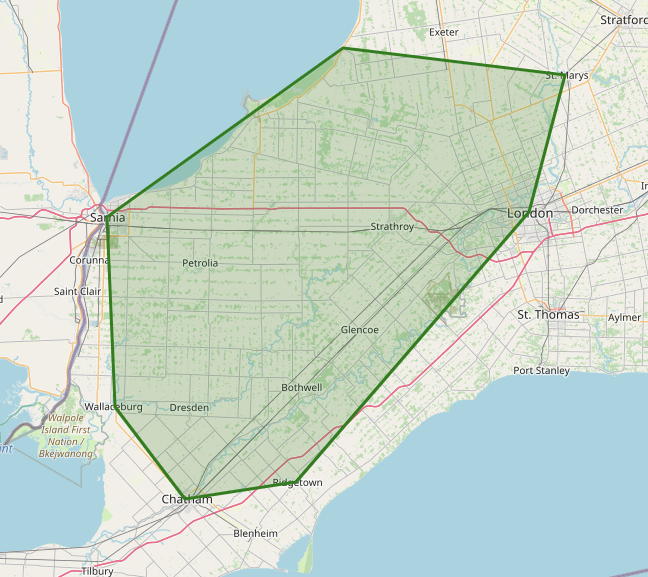 Stratford
Exeter
St. Marys
Sarnia
London
Dorchester
Strathroy
Corunna
Petrolia
Saint Clair
St. Thomas
Aylmer
Glencoe
Port Stanley
Bothwell
Wallaceburg
Dresden
Walpole
Island First
Nation /
Bkejwanong
Ridgetown
Chatham
Blenheim
Tilbury